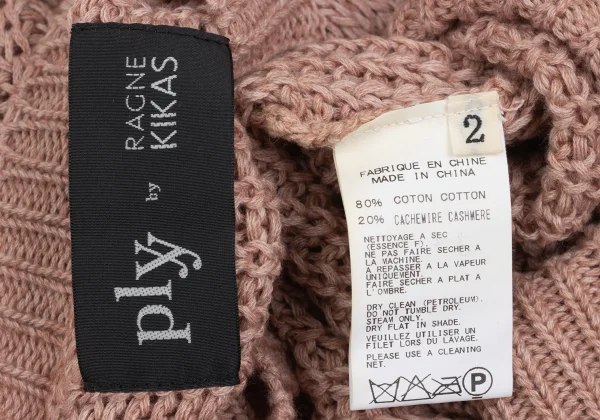 ply by RAGNE
KIKAS
2
FABRIQUE EN CHINE
MADE IN CHINA
80% COTON COTTON
20% CACHEMIRE CASHMERE
NETTOYAGE A SEC
(ESSENCE F).
NE PAS FAIRE SECHER A
LA MACHINE.
A REPASSER A LA VAPEUR
UNIQUEMENT.
FAIRE SECHER A PLAT A
L'OMBRE.
DRY CLEAN (PETROLEUM).
DO NOT TUMBLE DRY.
STEAM ONLY.
DRY FLAT IN SHADE.
VEUILLEZ UTILISER UN
FILET LORS DU LAVAGE.
PLEASE USE A CLEANING
NET.
P